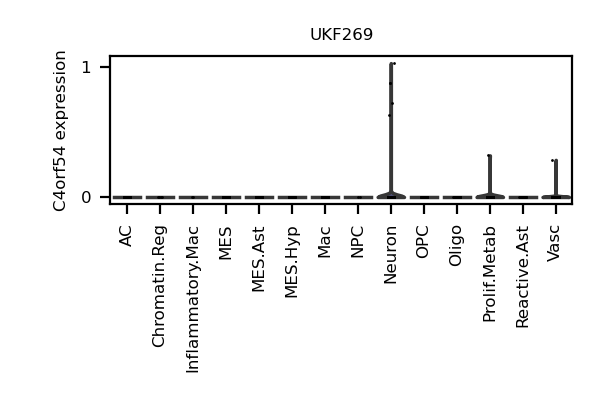 UKF269
C4orf54 expression
1
0
AC
Chromatin.Reg
Inflammatory.Mac
MES
MES.Ast
MES.Hyp
Mac
NPC
Neuron
OPC
Oligo
Prolif.Metab
Reactive.Ast
Vasc